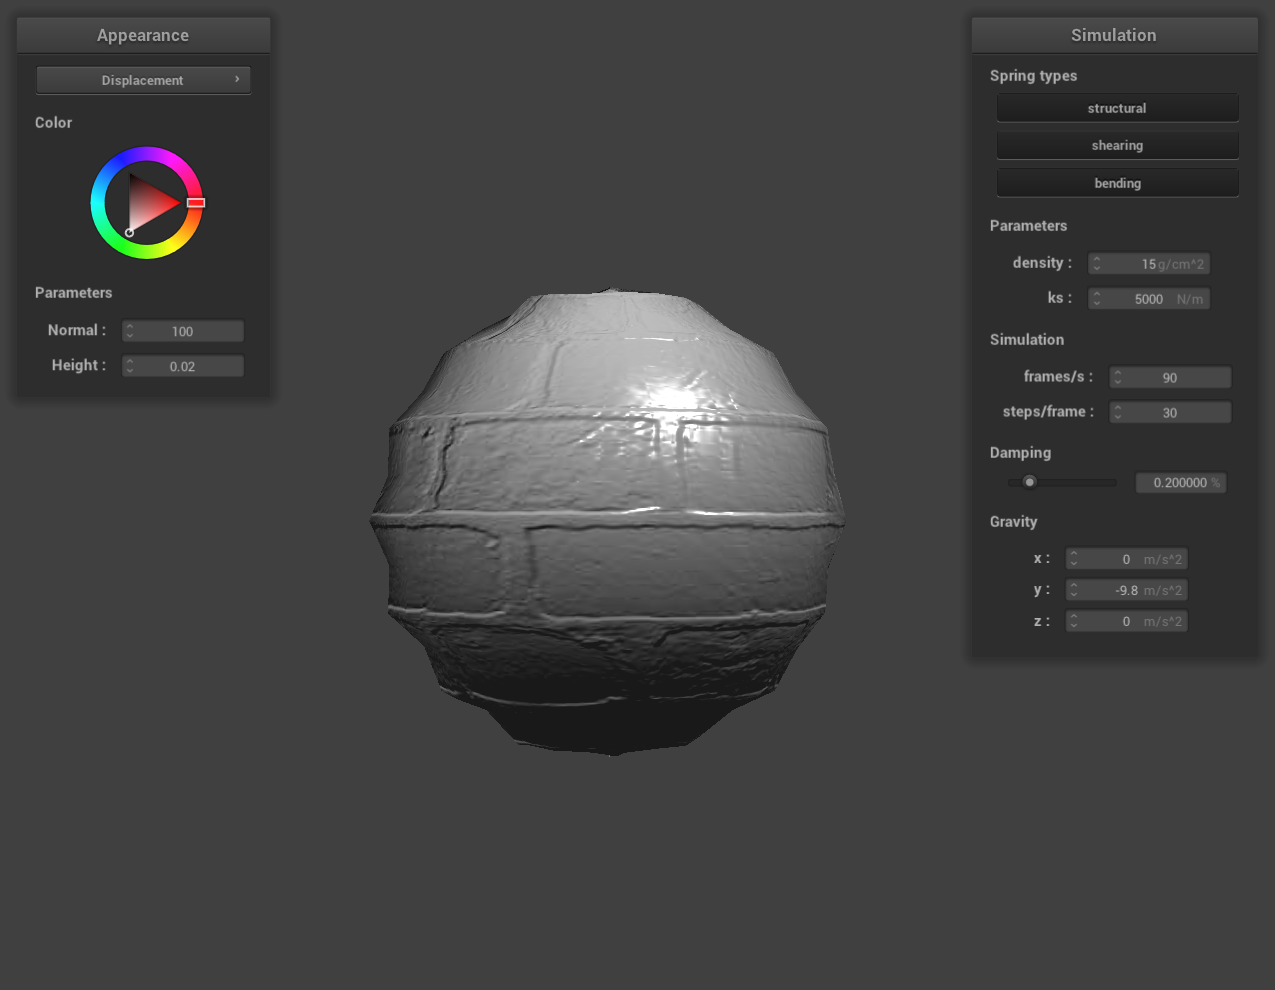 Appearance
Displacement
Color
Parameters
Normal : 100
Height : 0.02
Simulation
Spring types
structural
shearing
bending
Parameters
density : 15 g/cm^2
ks : 5000 N/m
Simulation
frames/s : 90
steps/frame : 30
Damping
0.200000 %
Gravity
x : 0 m/s^2
y : -9.8 m/s^2
z : 0 m/s^2